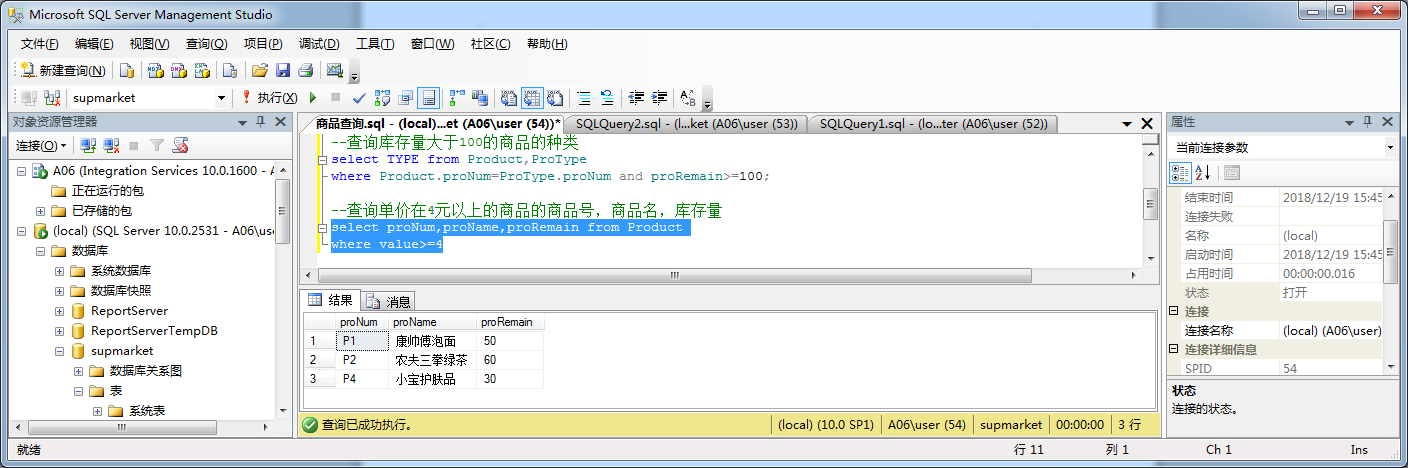 Microsoft SQL Server Management Studio
文件(F) 编辑(E) 视图(V) 查询(Q) 项目(P) 调试(D) 工具(T) 窗口(W) 社区(C) 帮助(H)
新建查询(N)
supmarket 执行(X)
对象资源管理器
连接(O)
A06 (Integration Services 10.0.1600 - A
正在运行的包
已存储的包
(local) (SQL Server 10.0.2531 - A06\use
数据库
系统数据库
数据库快照
ReportServer
ReportServerTempDB
supmarket
数据库关系图
表
系统表
商品查询.sql - (local)...et (A06\user (54))* SQLQuery2.sql - (l...ket (A06\user (53)) SQLQuery1.sql - (lo...ter (A06\user (52))
--查询库存量大于100的商品的种类
select TYPE from Product,ProType
where Product.proNum=ProType.proNum and proRemain>=100;
--查询单价在4元以上的商品的商品号，商品名，库存量
select proNum,proName,proRemain from Product
where value>=4
结果 消息
proNum proName proRemain
1 P1 康帅傅泡面 50
2 P2 农夫三拳绿茶 60
3 P4 小宝护肤品 30
查询已成功执行。 (local) (10.0 SP1) A06\user (54) supmarket 00:00:00 3 行
属性
当前连接参数
结束时间 2018/12/19 15:45
连接失败
名称 (local)
启动时间 2018/12/19 15:45
占用时间 00:00:00.016
状态 打开
连接
连接名称 (local) (A06\user)
连接详细信息
SPID 54
状态
连接的状态。
就绪 行 11 列 1 Ch 1 Ins